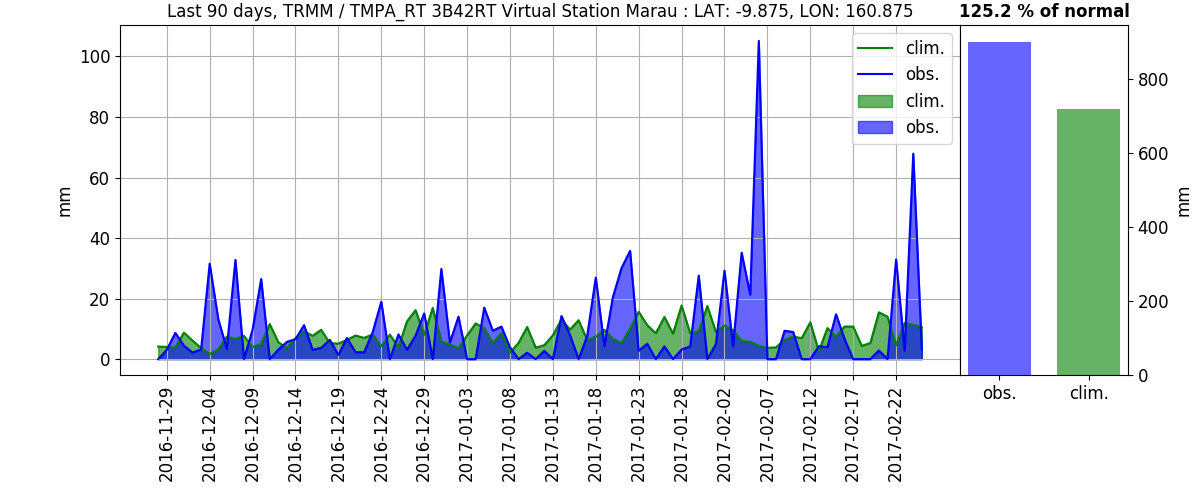 Last 90 days, TRMM / TMPA_RT 3B42RT Virtual Station Marau : LAT: -9.875, LON: 160.875
125.2 % of normal
clim.
obs.
clim.
obs.
mm
100
80
60
40
20
0
2016-11-29
2016-12-04
2016-12-09
2016-12-14
2016-12-19
2016-12-24
2016-12-29
2017-01-03
2017-01-08
2017-01-13
2017-01-18
2017-01-23
2017-01-28
2017-02-02
2017-02-07
2017-02-12
2017-02-17
2017-02-22
800
600
400
200
0
mm
obs.
clim.